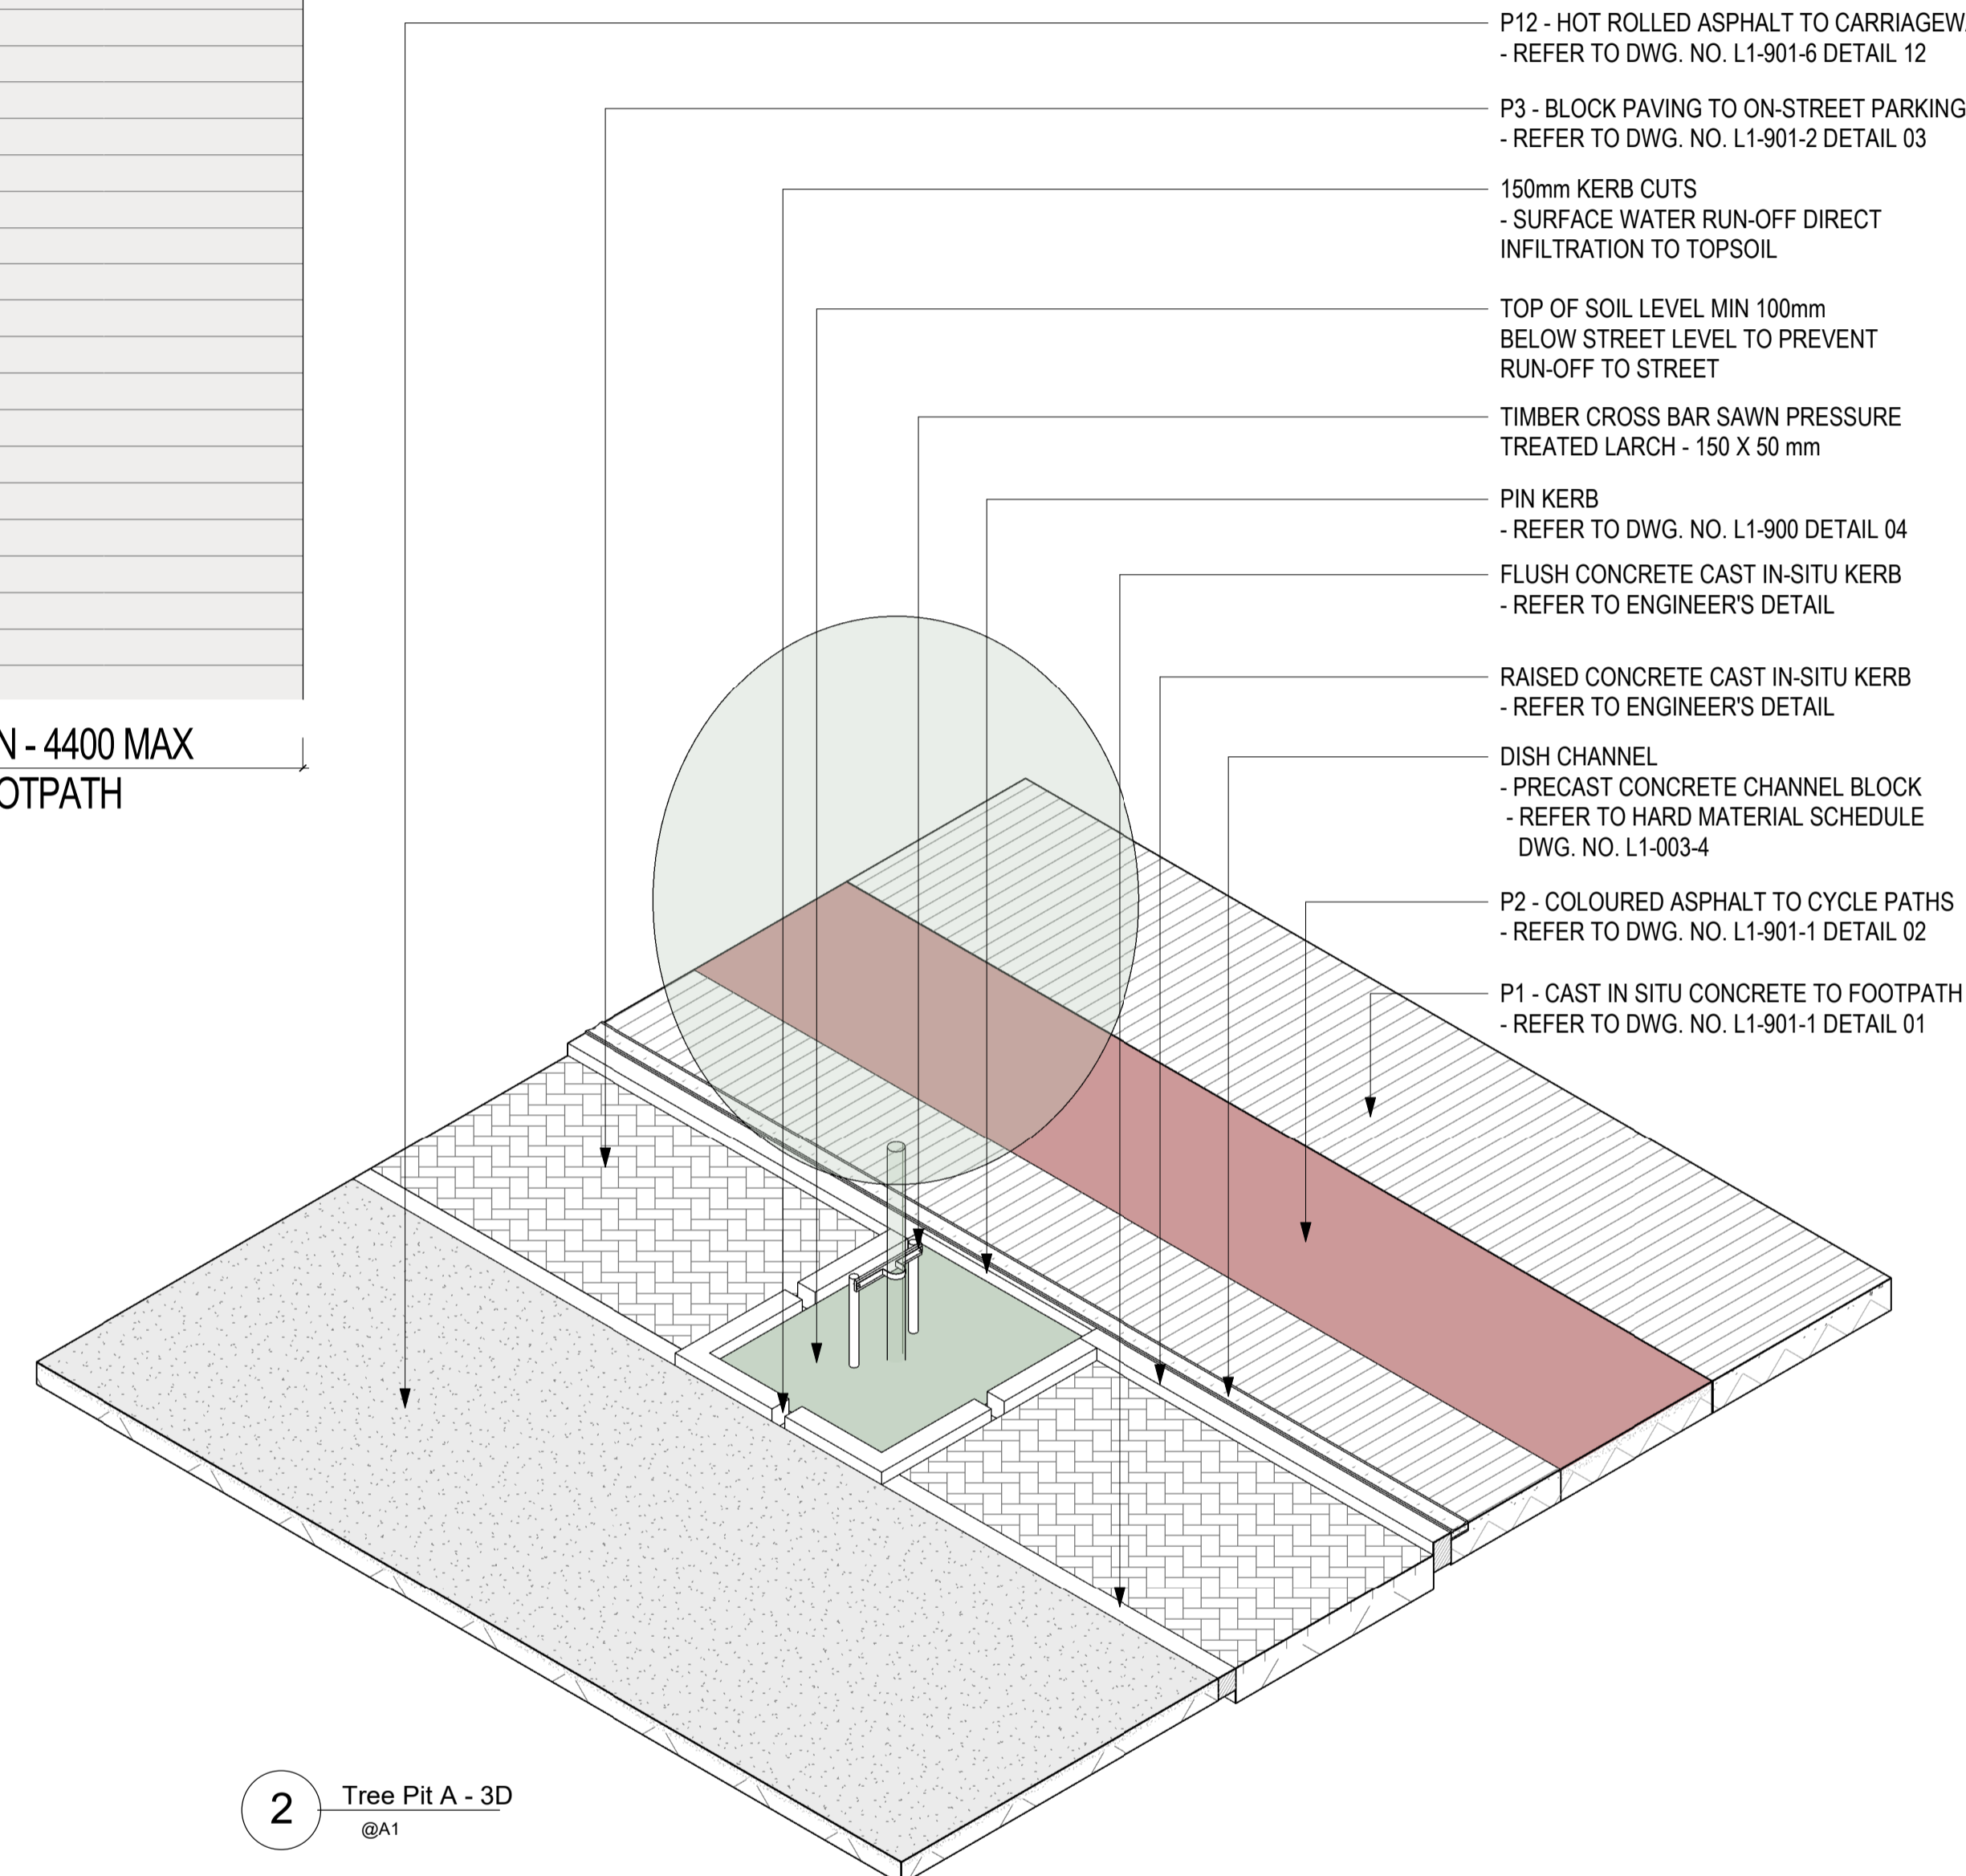 P12 - HOT ROLLED ASPHALT TO
- REFER TO DWG. NO. L1-901-6 DETAIL 12
P3 - BLOCK PAVING TO ON-STREET PARKING
- REFER TO DWG. NO. L1-901-2 DETAIL 03
150mm KERB CUTS
- SURFACE WATER RUN-OFF DIRECT
INFILTRATION TO TOPSOIL
TOP OF SOIL LEVEL MIN 100mm
BELOW STREET LEVEL TO PREVENT
RUN-OFF TO STREET
TIMBER CROSS BAR SAWN PRESSURE
TREATED LARCH - 150 X 50 mm
PIN KERB
- REFER TO DWG. NO. L1-900 DETAIL 04
FLUSH CONCRETE CAST IN-SITU KERB
- REFER TO ENGINEER'S DETAIL
RAISED CONCRETE CAST IN-SITU KERB
- REFER TO ENGINEER'S DETAIL
DISH CHANNEL
- PRECAST CONCRETE CHANNEL BLOCK
- REFER TO HARD MATERIAL SCHEDULE
DWG. NO. L1-003-4
P2 - COLOURED ASPHALT TO CYCLE PATHS
- REFER TO DWG. NO. L1-901-1 DETAIL 02
P1 - CAST IN SITU CONCRETE TO FOOTPATH
- REFER TO DWG. NO. L1-901-1 DETAIL 01
- 4400 MAX
2
Tree Pit A - 3D
@A1